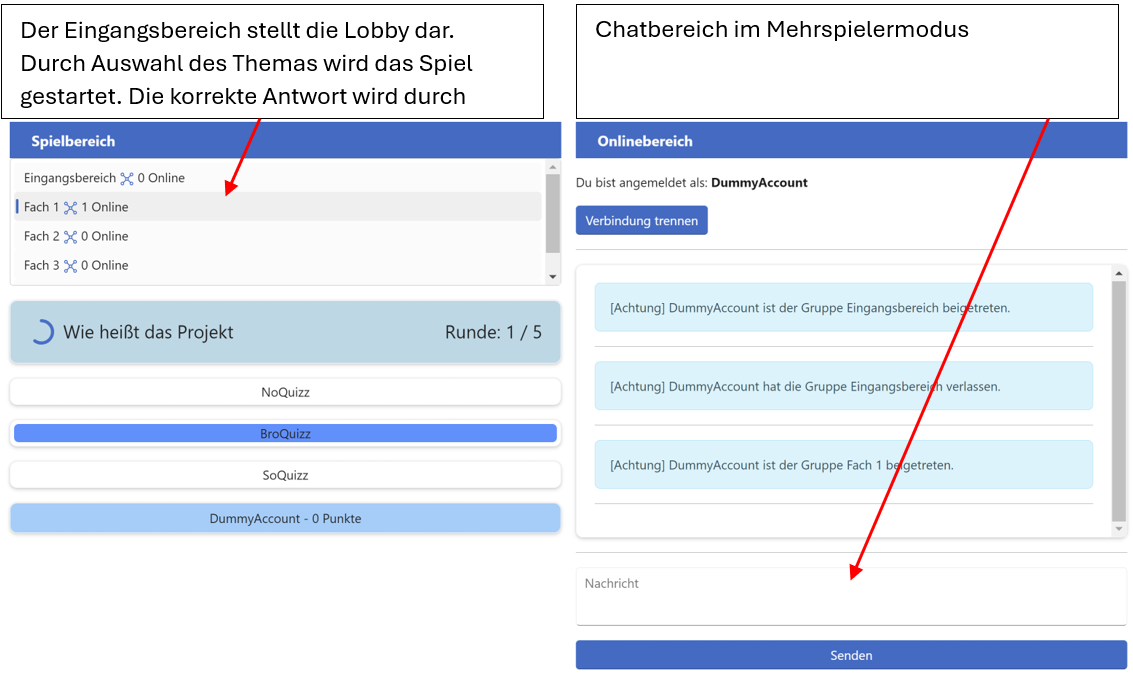 Der Eingangsbereich stellt die Lobby dar.
Durch Auswahl des Themas wird das Spiel
gestartet. Die korrekte Antwort wird durch
Chatbereich im Mehrspielermodus
Spielbereich
Eingangsbereich 0 Online
Fach 1 1 Online
Fach 2 0 Online
Fach 3 0 Online
Wie heißt das Projekt Runde: 1 / 5
NoQuizz
BroQuizz
SoQuizz
DummyAccount - 0 Punkte
Onlinebereich
Du bist angemeldet als: DummyAccount
Verbindung trennen
[Achtung] DummyAccount ist der Gruppe Eingangsbereich beigetreten.
[Achtung] DummyAccount hat die Gruppe Eingangsbereich verlassen.
[Achtung] DummyAccount ist der Gruppe Fach 1 beigetreten.
Nachricht
Senden